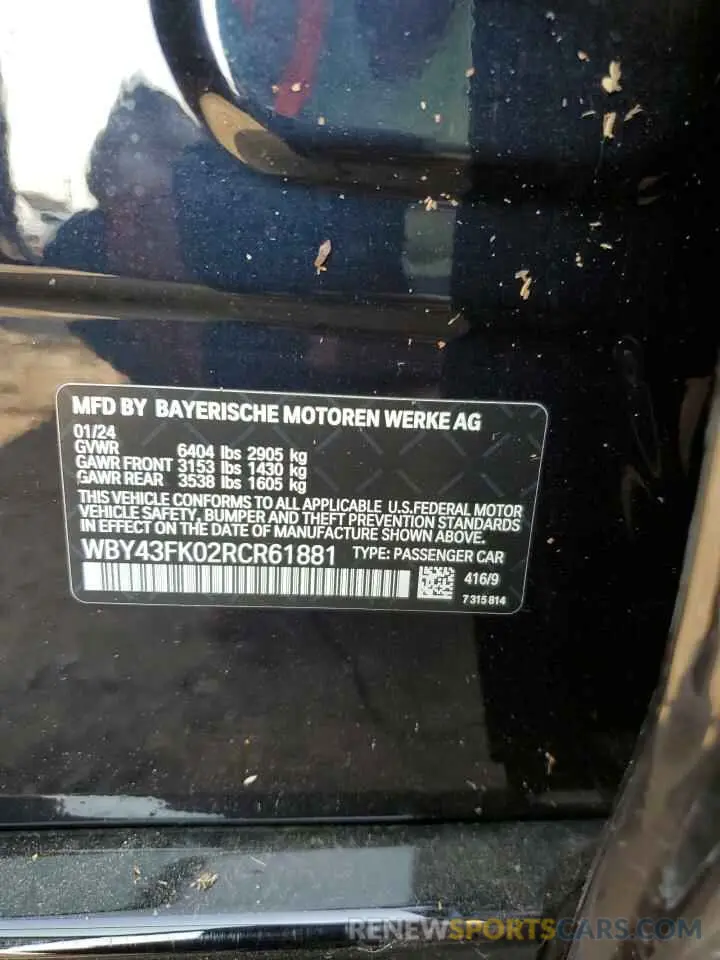 MFD BY BAYERISCHE MOTOREN WERKE AG
01/24
GVWR 6404 lbs 2905 kg
GAWR FRONT 3153 lbs 1430 kg
GAWR REAR 3538 lbs 1605 kg
THIS VEHICLE CONFORMS TO ALL APPLICABLE U.S.FEDERAL MOTOR
VEHICLE SAFETY, BUMPER AND THEFT PREVENTION STANDARDS
IN EFFECT ON THE DATE OF MANUFACTURE SHOWN ABOVE.
WBY43FK02RCR61881 TYPE: PASSENGER CAR
416/9
7 315 814
RENEWSPORTSCARS.COM